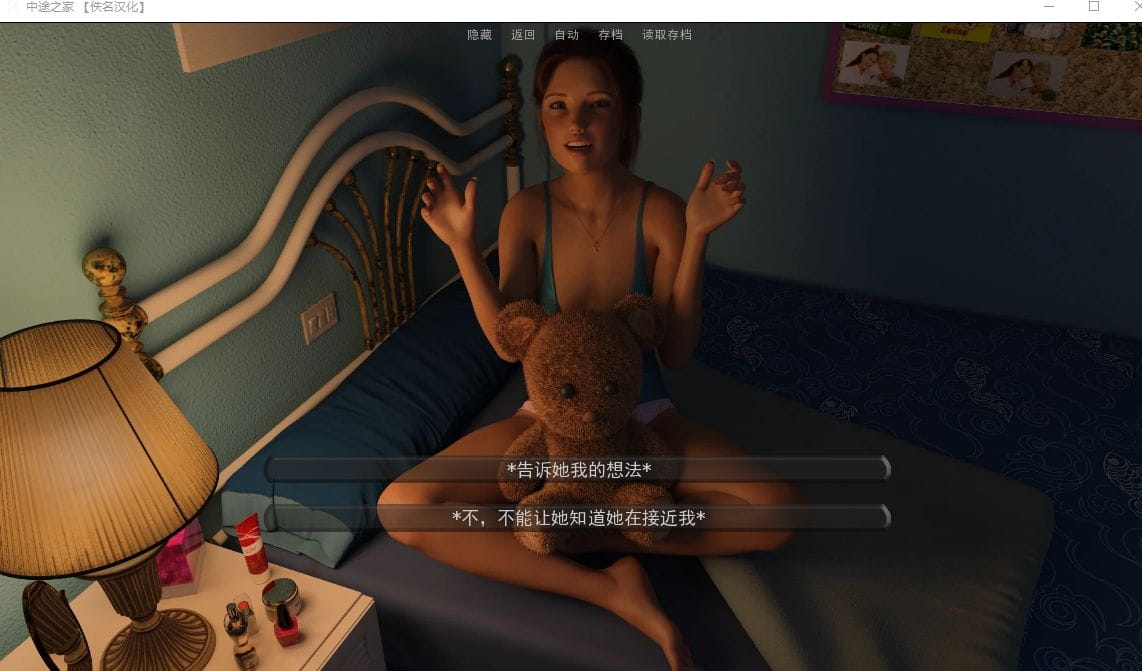 中途之家 【佚名汉化】
隐藏 返回 自动 存档 读取存档
Swing
*告诉她我的想法*
*不，不能让她知道她在接近我*